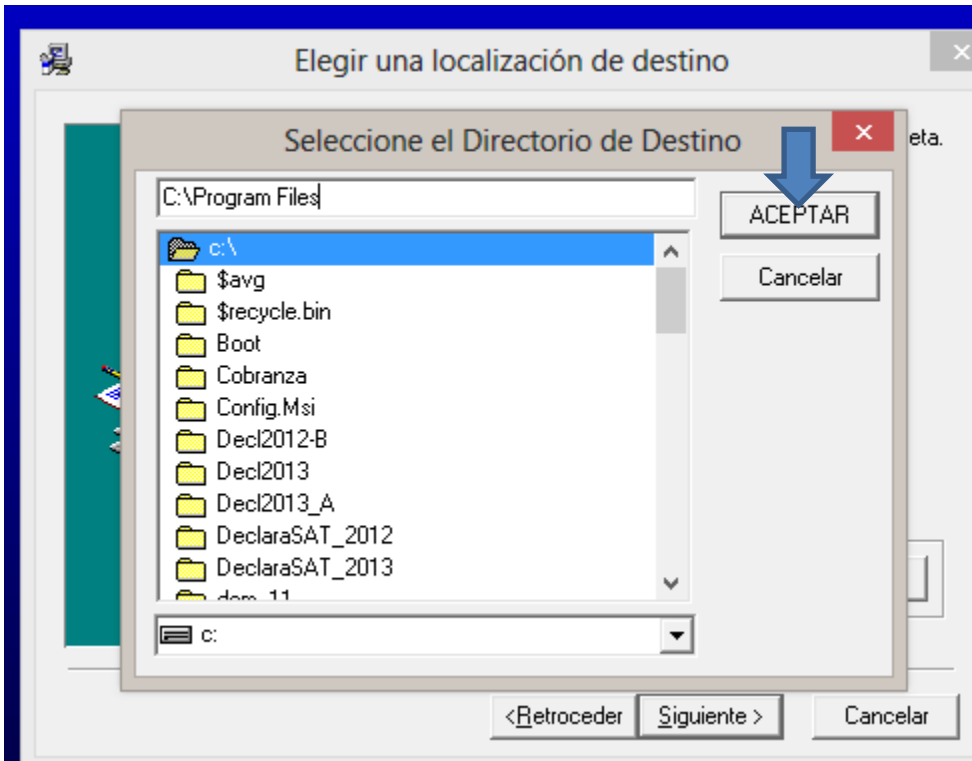 Elegir una localización de destino
eta.
Seleccione el Directorio de Destino
C:\Program Files
ACEPTAR
Cancelar
c:\
$avg
$recycle.bin
Boot
Cobranza
Config.Msi
Decl2012-B
Decl2013
Decl2013_A
DeclaraSAT_2012
DeclaraSAT_2013
dem_11
c:
<Retroceder
Siguiente >
Cancelar